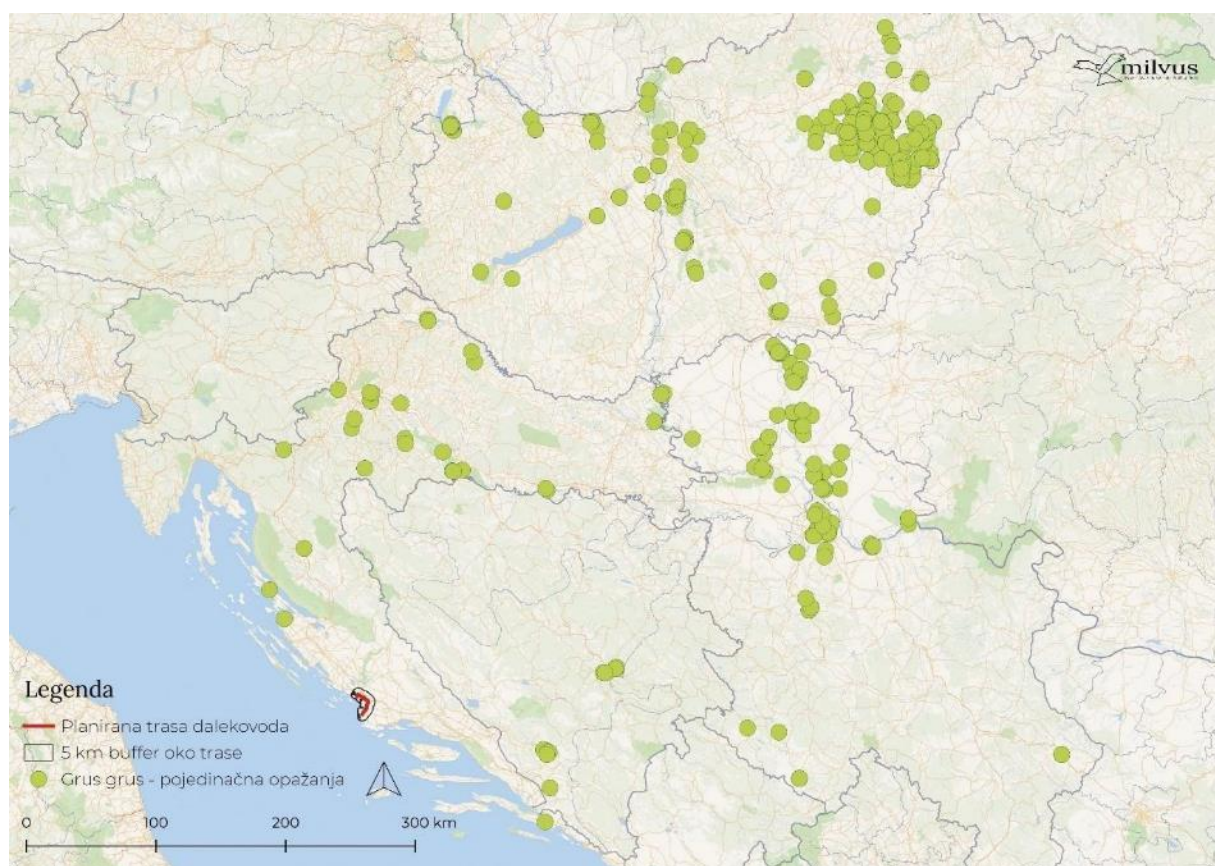 milvus
Legenda
Planirana trasa dalekovoda
5 km buffer oko trase
Grus grus - pojedinačna opažanja
0 100 200 300 km